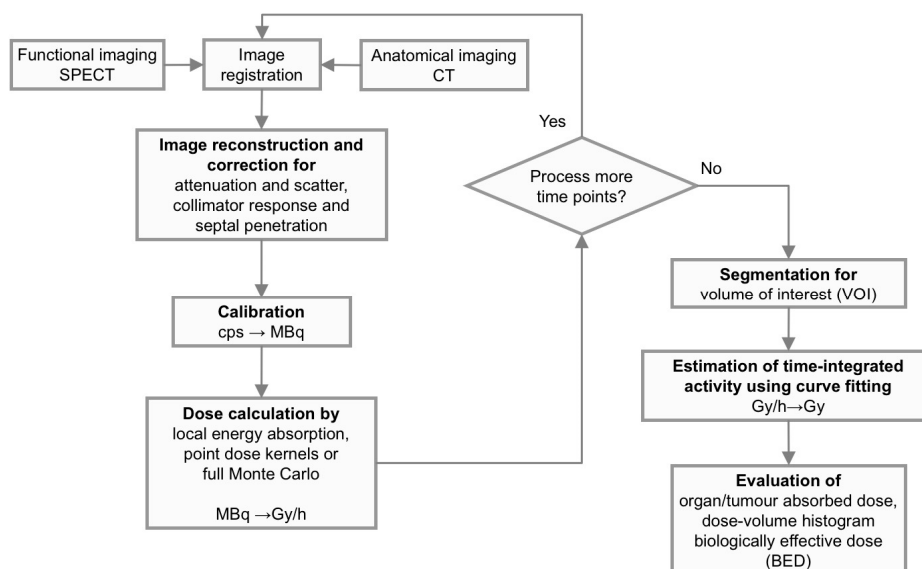 Functional imaging
SPECT
Image
registration
Anatomical imaging
CT
Image reconstruction and
correction for
attenuation and scatter,
collimator response and
septal penetration
Calibration
cps → MBq
Dose calculation by
local energy absorption,
point dose kernels or
full Monte Carlo
MBq →Gy/h
Process more
time points?
Yes
No
Segmentation for
volume of interest (VOI)
Estimation of time-integrated
activity using curve fitting
Gy/h→Gy
Evaluation of
organ/tumour absorbed dose,
dose-volume histogram
biologically effective dose
(BED)